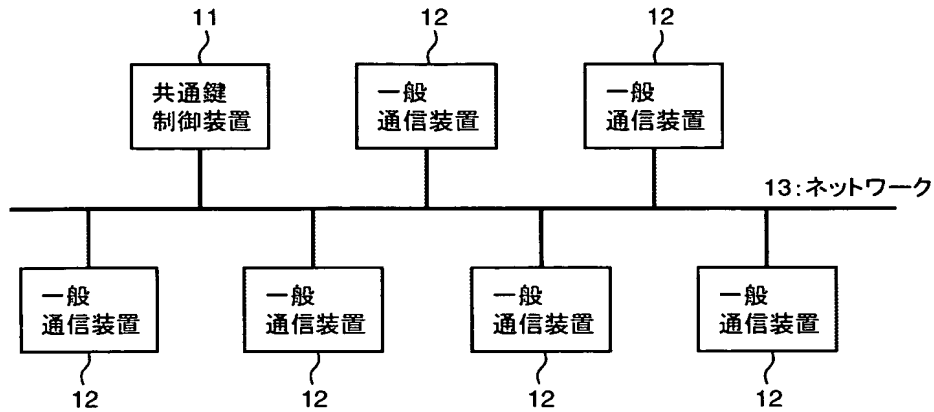 11
12
12
共通鍵
制御装置
一般
通信装置
一般
通信装置
13:ネットワーク
一般
通信装置
一般
通信装置
一般
通信装置
一般
通信装置
12
12
12
12